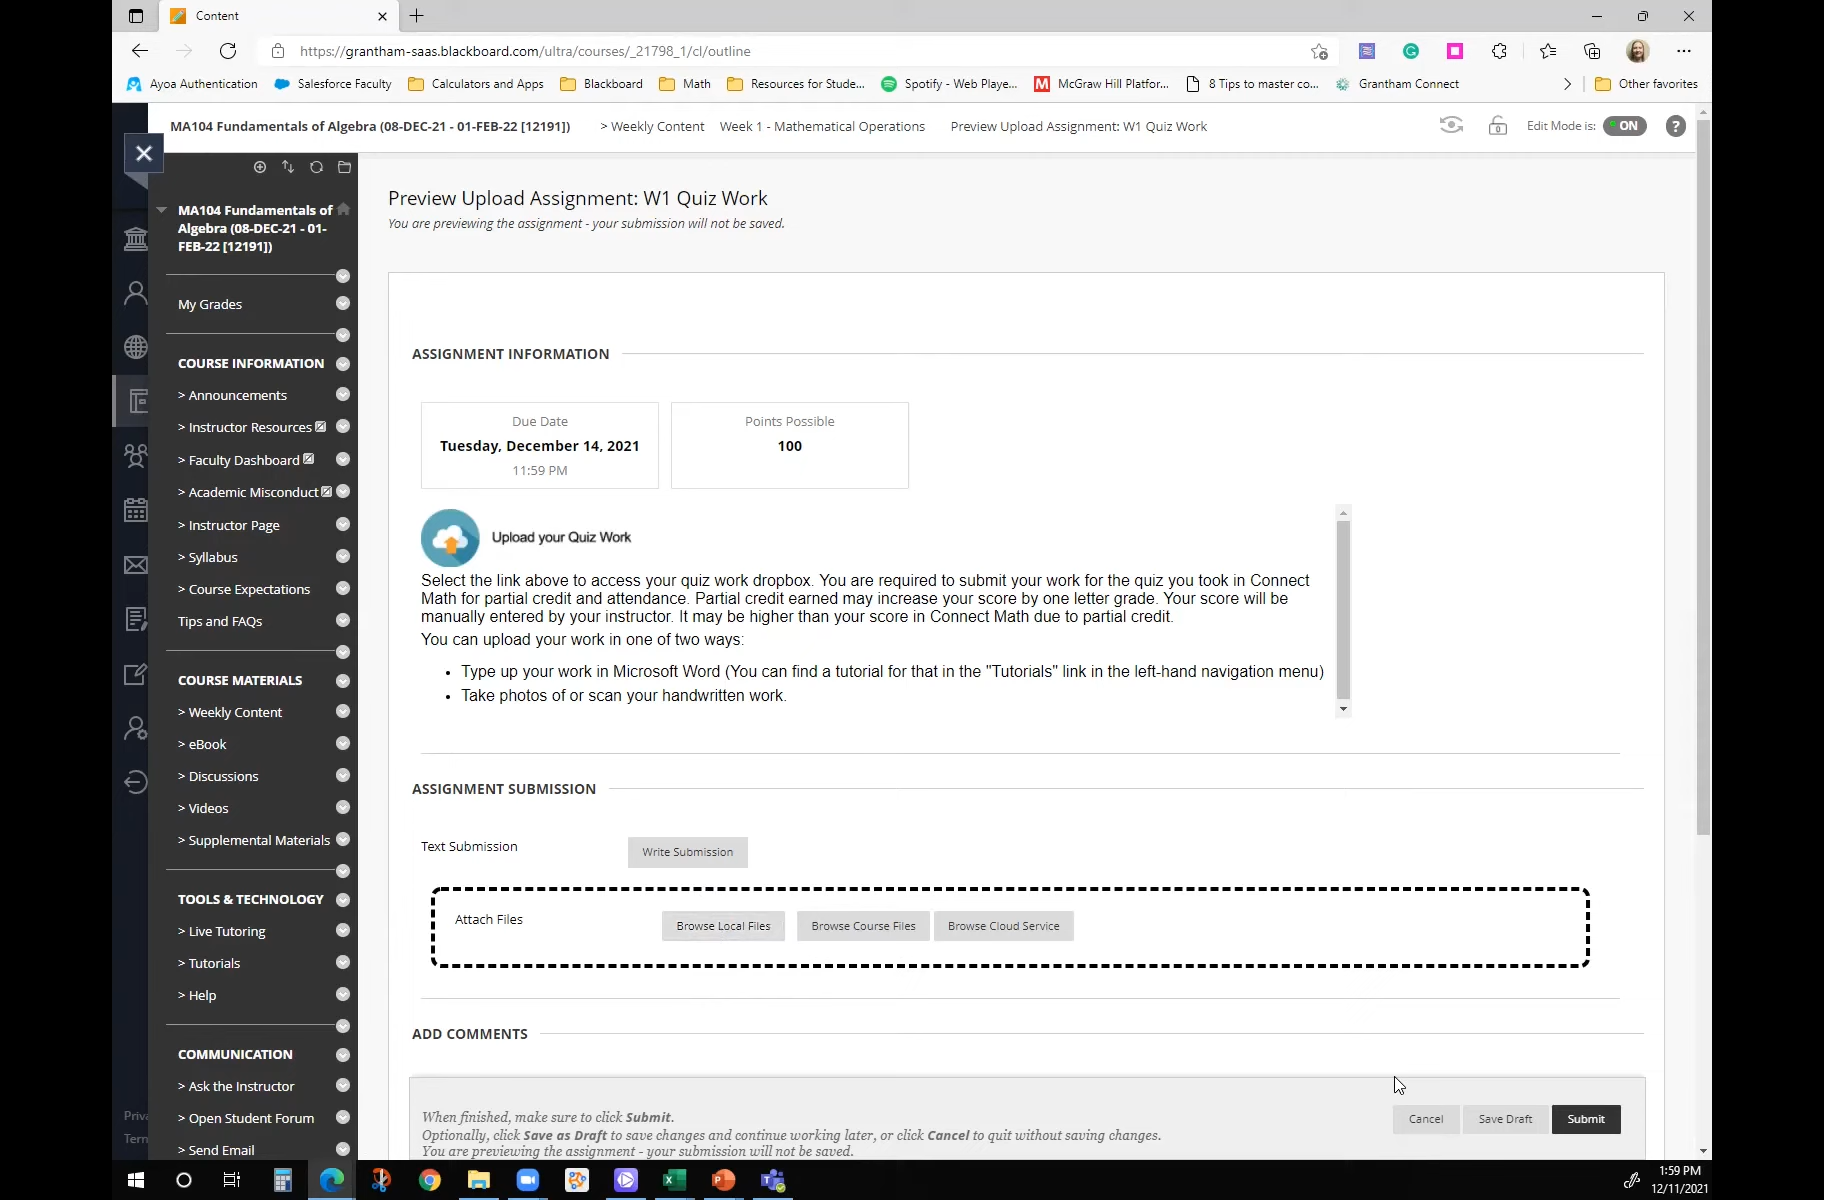 Content
https://grantham-saas.blackboard.com/ultra/courses/_21798_1/cl/outline
Ayoa Authentication
Salesforce Faculty
Calculators and Apps
Blackboard
Math
Resources for Stude...
Spotify - Web Playe...
McGraw Hill Platfor...
8 Tips to master co...
Grantham Connect
Other favorites
MA104 Fundamentals of Algebra (08-DEC-21 - 01-FEB-22 [12191]) > Weekly Content Week 1 - Mathematical Operations Preview Upload Assignment: W1 Quiz Work
Edit Mode is: ON ?
MA104 Fundamentals of
Algebra (08-DEC-21 - 01-
FEB-22 [12191])
My Grades
COURSE INFORMATION
> Announcements
> Instructor Resources
> Faculty Dashboard
> Academic Misconduct
> Instructor Page
> Syllabus
> Course Expectations
Tips and FAQs
COURSE MATERIALS
> Weekly Content
> eBook
> Discussions
> Videos
> Supplemental Materials
TOOLS & TECHNOLOGY
> Live Tutoring
> Tutorials
> Help
COMMUNICATION
> Ask the Instructor
> Open Student Forum
> Send Email
Priva
Term
Preview Upload Assignment: W1 Quiz Work
You are previewing the assignment - your submission will not be saved.
ASSIGNMENT INFORMATION
Due Date
Tuesday, December 14, 2021
11:59 PM
Points Possible
100
Upload your Quiz Work
Select the link above to access your quiz work dropbox. You are required to submit your work for the quiz you took in Connect
Math for partial credit and attendance. Partial credit earned may increase your score by one letter grade. Your score will be
manually entered by your instructor. It may be higher than your score in Connect Math due to partial credit.
You can upload your work in one of two ways:
• Type up your work in Microsoft Word (You can find a tutorial for that in the "Tutorials" link in the left-hand navigation menu)
• Take photos of or scan your handwritten work.
ASSIGNMENT SUBMISSION
Text Submission
Write Submission
Attach Files
Browse Local Files
Browse Course Files
Browse Cloud Service
ADD COMMENTS
When finished, make sure to click Submit.
Optionally, click Save as Draft to save changes and continue working later, or click Cancel to quit without saving changes.
You are previewing the assignment - your submission will not be saved.
Cancel
Save Draft
Submit
1:59 PM
12/11/2021